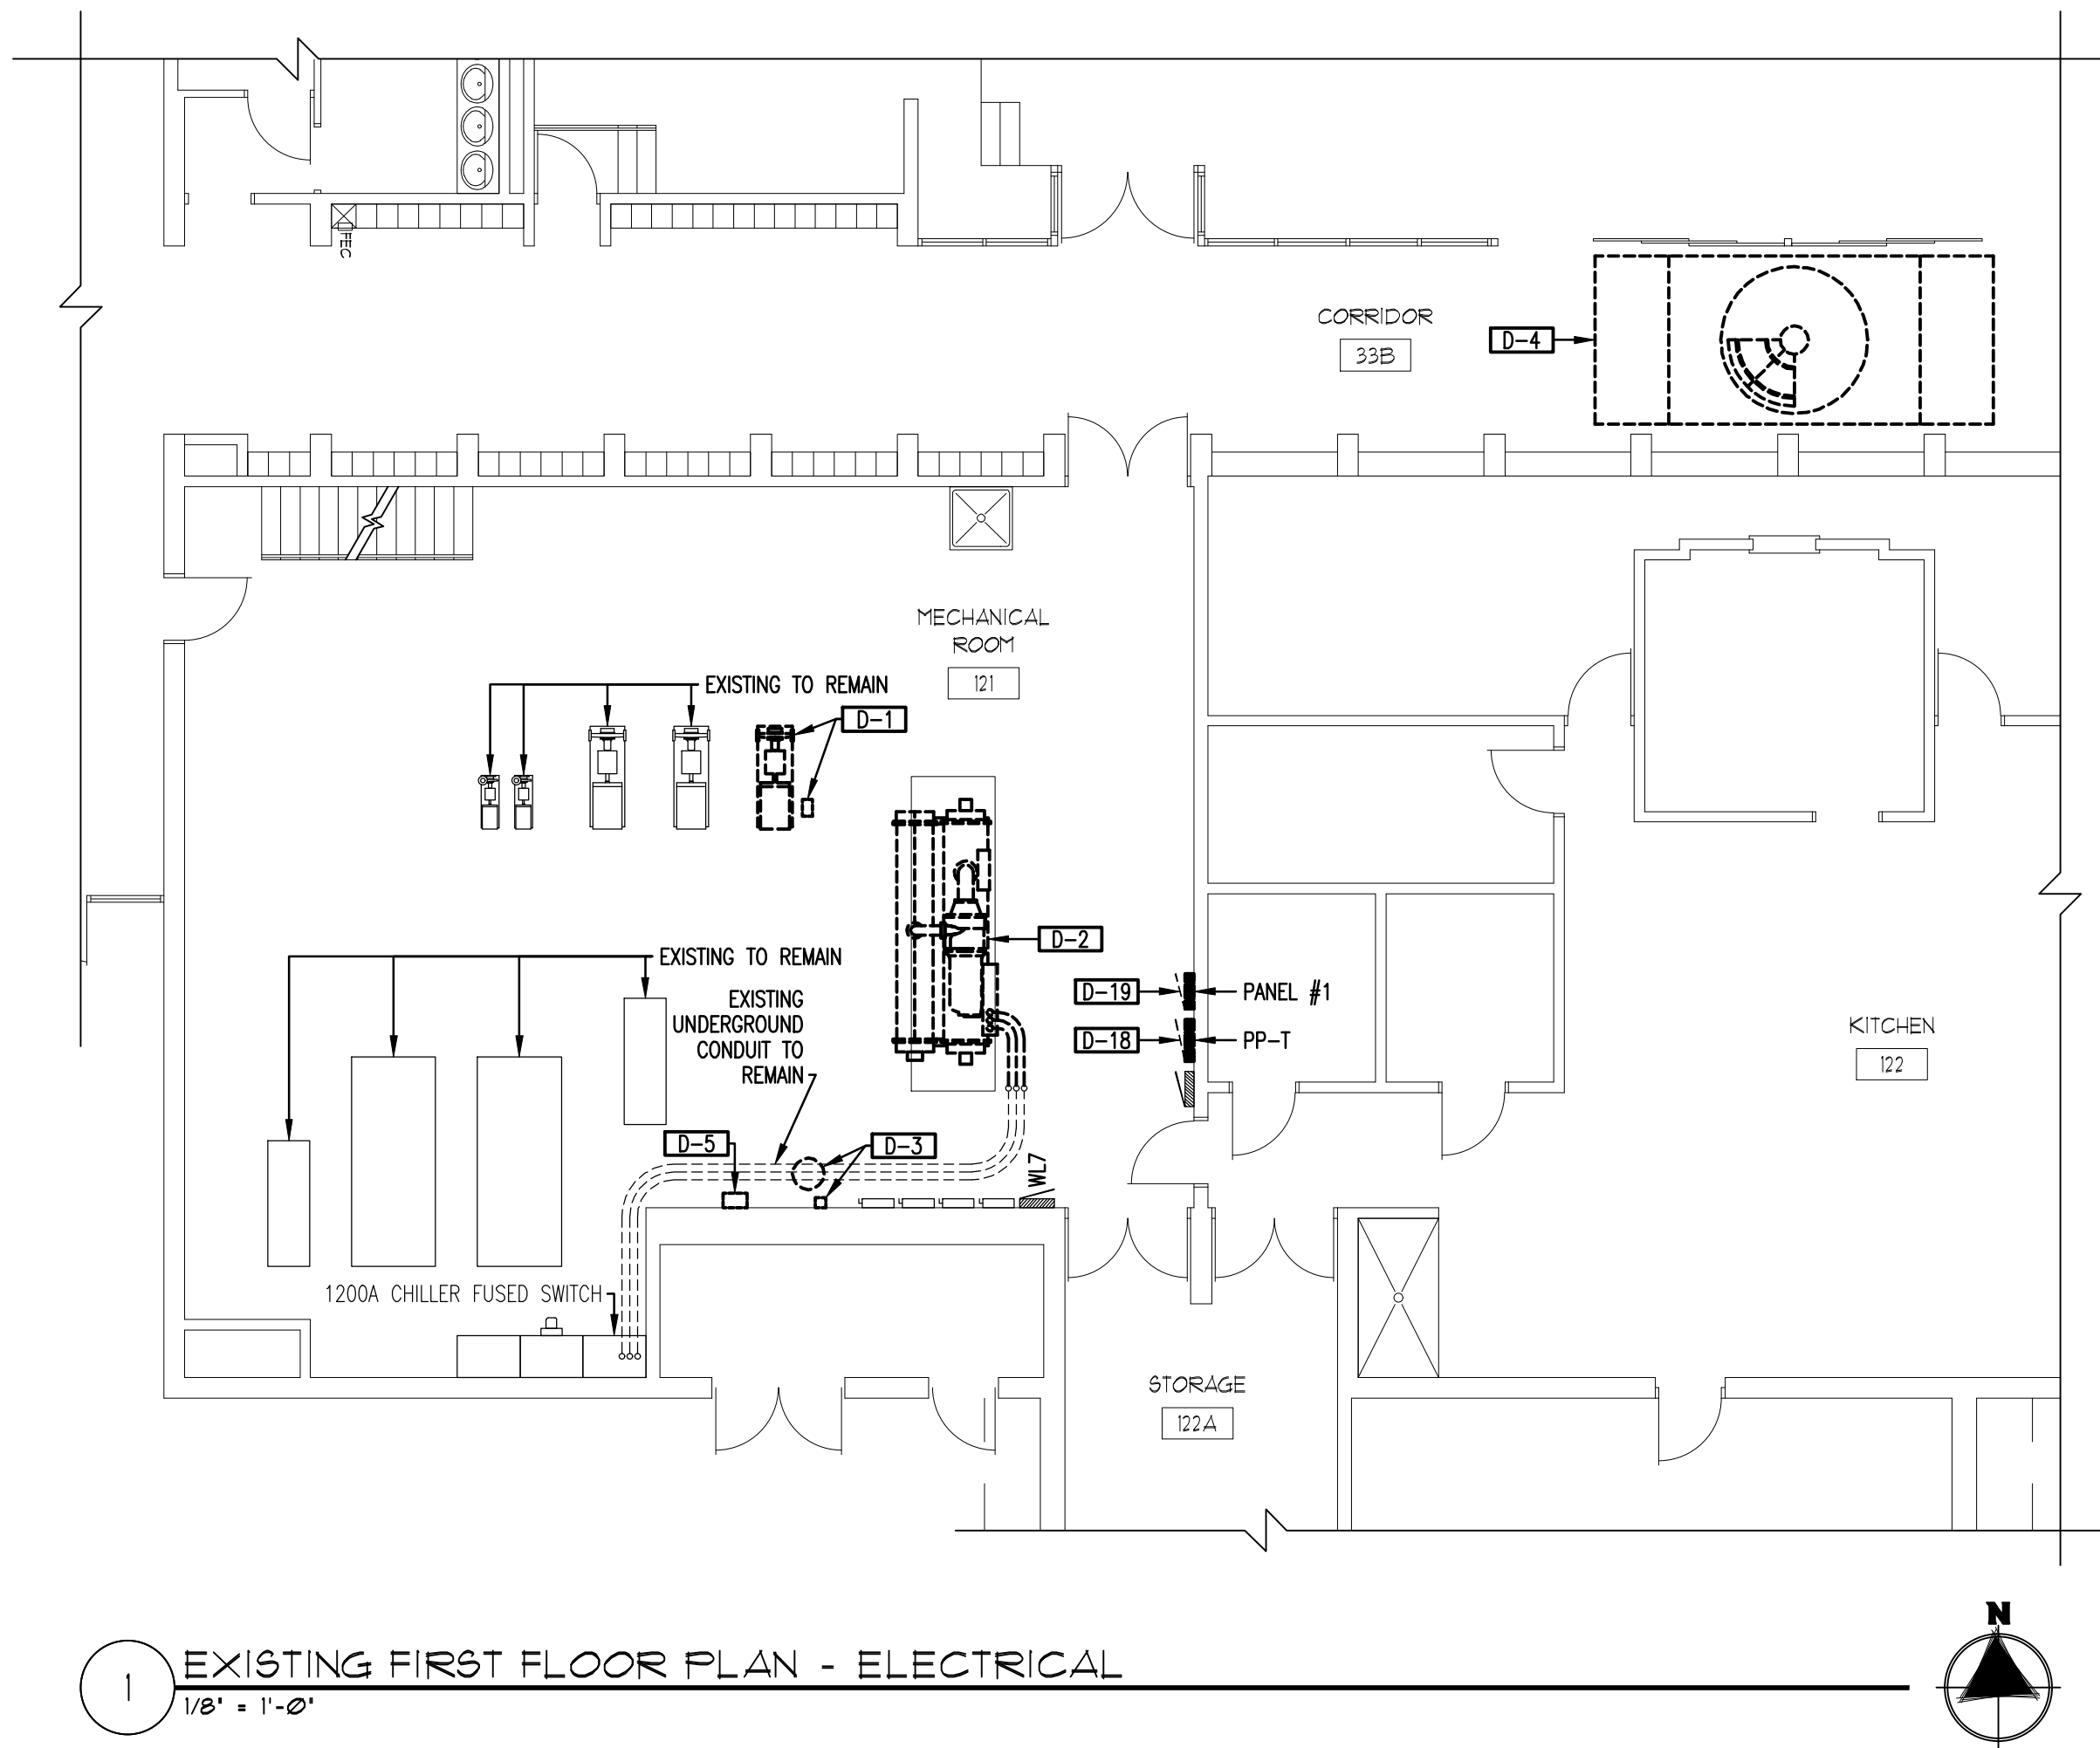 FEC
CORRIDOR
33B
D-4
MECHANICAL
ROOM
121
EXISTING TO REMAIN
D-1
D-2
EXISTING TO REMAIN
EXISTING
UNDERGROUND
CONDUIT TO
REMAIN
D-19
PANEL #1
D-18
PP-T
KITCHEN
122
D-5
D-3
WL7
1200A CHILLER FUSED SWITCH
STORAGE
122A
N
1
EXISTING FIRST FLOOR PLAN - ELECTRICAL
1/8" = 1'-0"